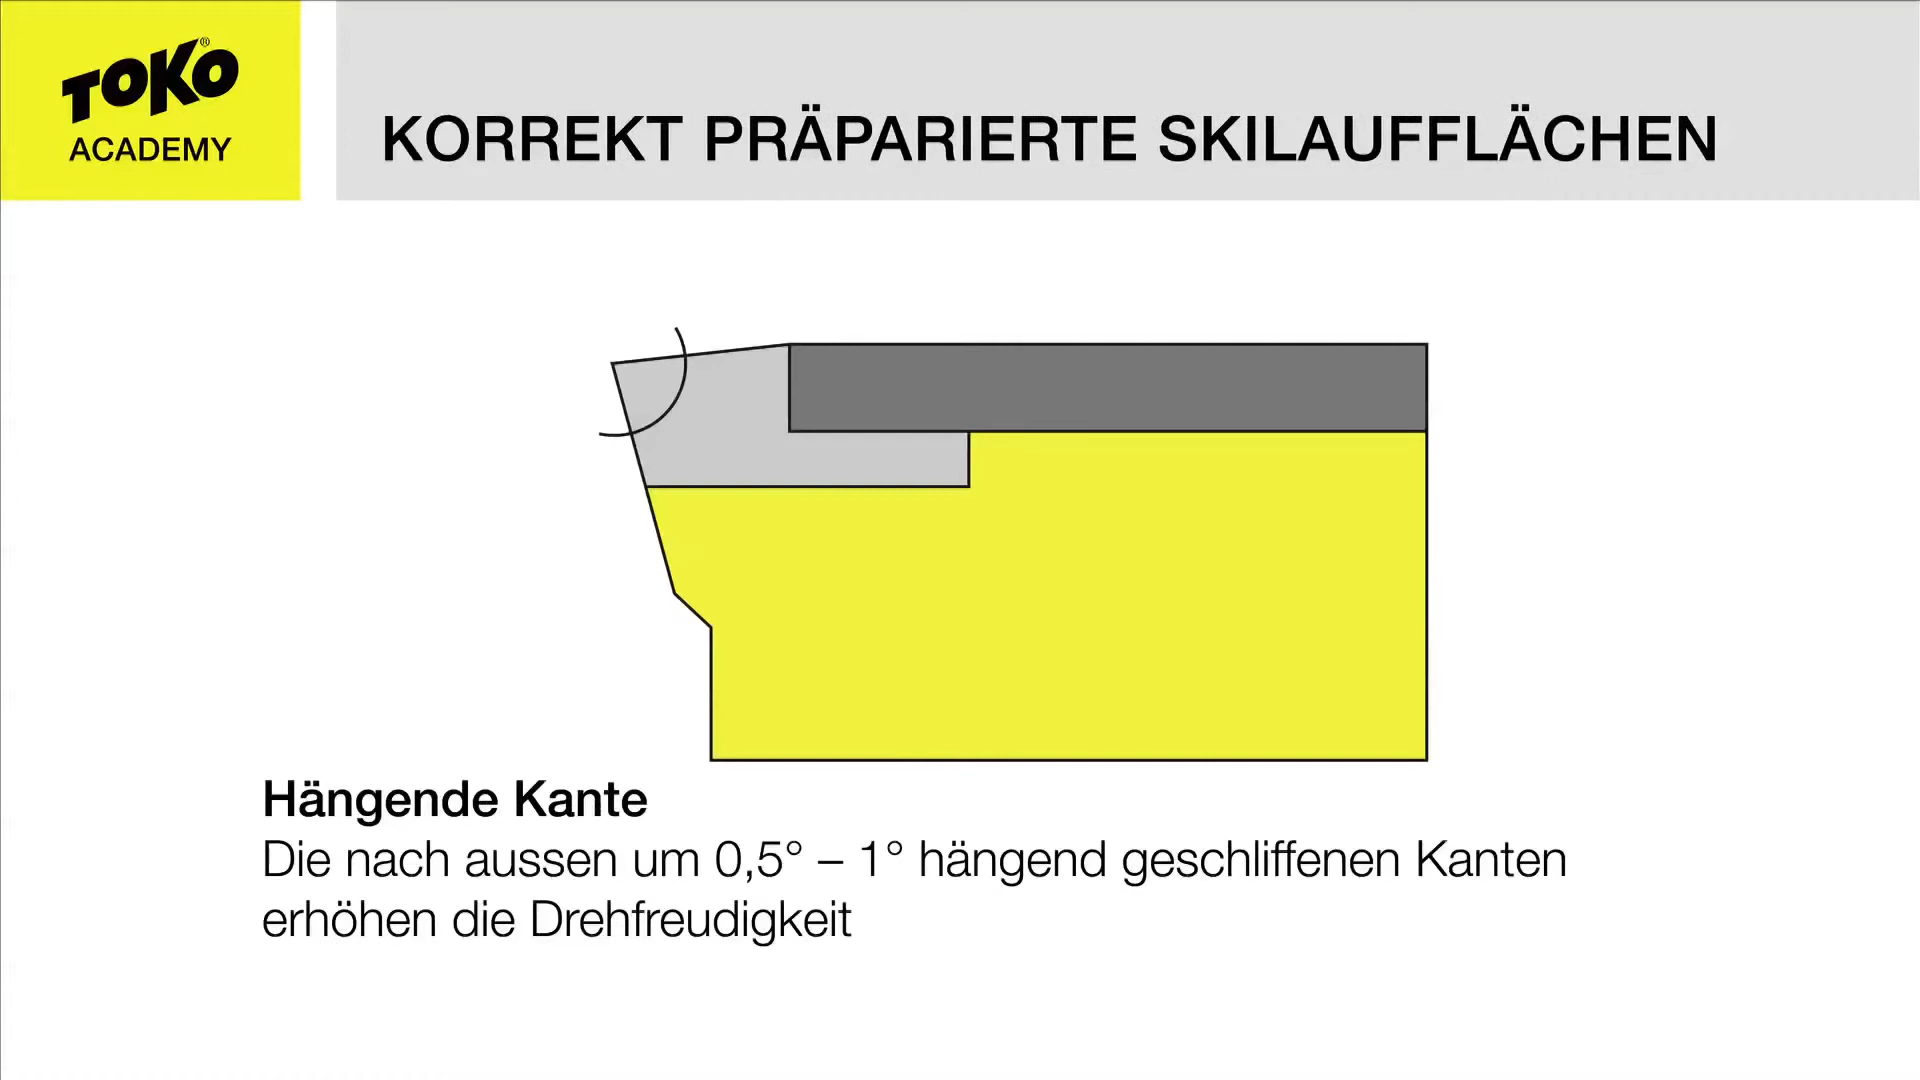 TOKO®
ACADEMY
KORREKT PRÄPARIERTE SKILAUFFLÄCHEN
Hängende Kante
Die nach aussen um 0,5° – 1° hängend geschliffenen Kanten
erhöhen die Drehfreudigkeit